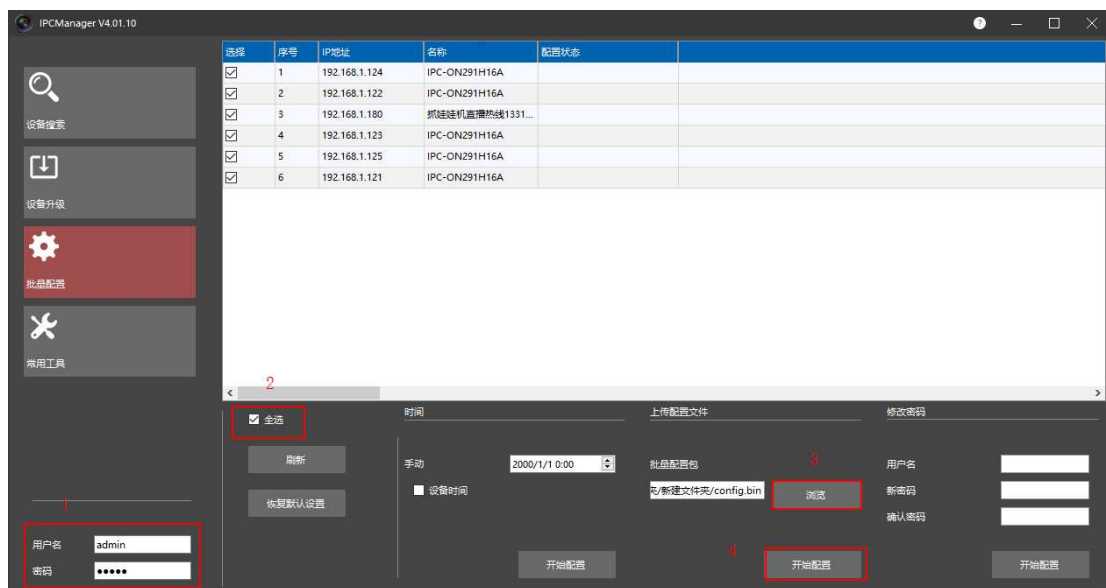 IPCManager V4.01.10
选择 序号 IP地址 名称 配置状态
1 192.168.1.124 IPC-ON291H16A
2 192.168.1.122 IPC-ON291H16A
3 192.168.1.180 抓娃娃机直播热线1331...
4 192.168.1.123 IPC-ON291H16A
5 192.168.1.125 IPC-ON291H16A
6 192.168.1.121 IPC-ON291H16A
设备搜索
设备升级
批量配置
常用工具
2
全选
刷新
恢复默认设置
时间
手动 2000/1/1 0:00
设备时间
开始配置
上传配置文件
批量配置包
3
夹/新建文件夹/config.bin 浏览
4
开始配置
修改密码
用户名
新密码
确认密码
开始配置
1
用户名 admin
密码 •••••